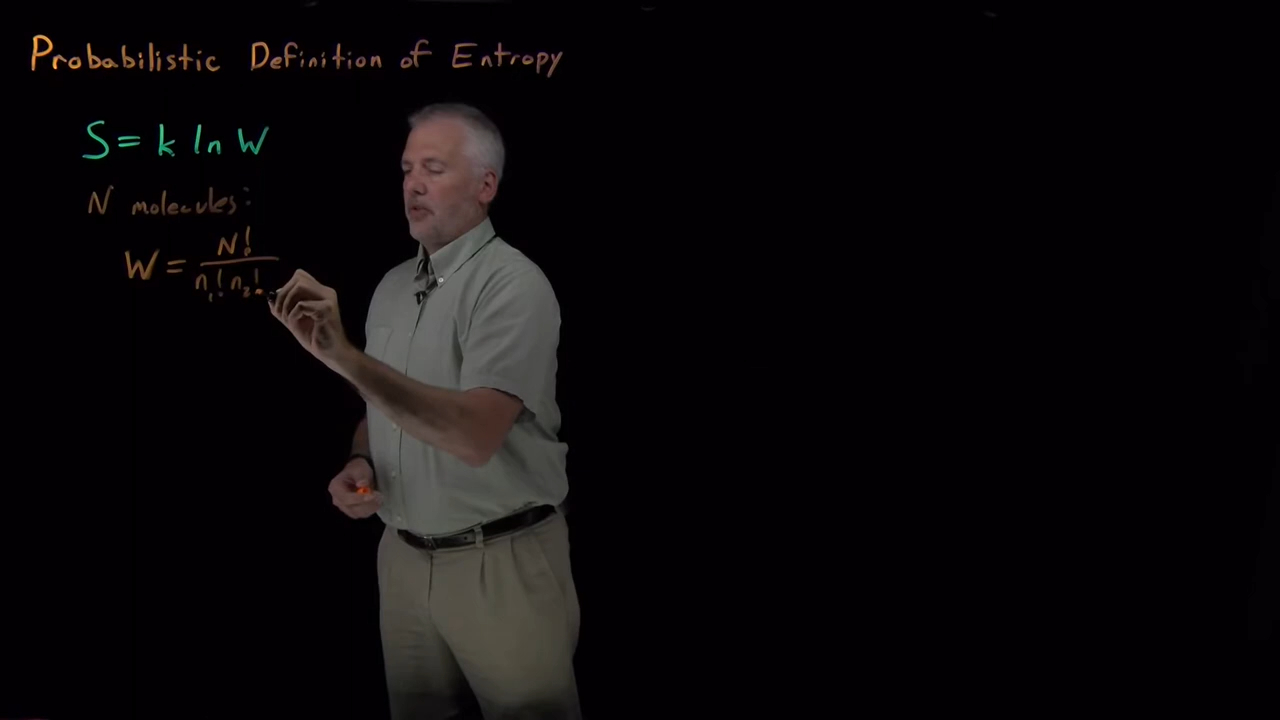 Probabilistic Definition of Entropy
S = k ln W
N molecules:
W = N! / n₁! n₂! ..